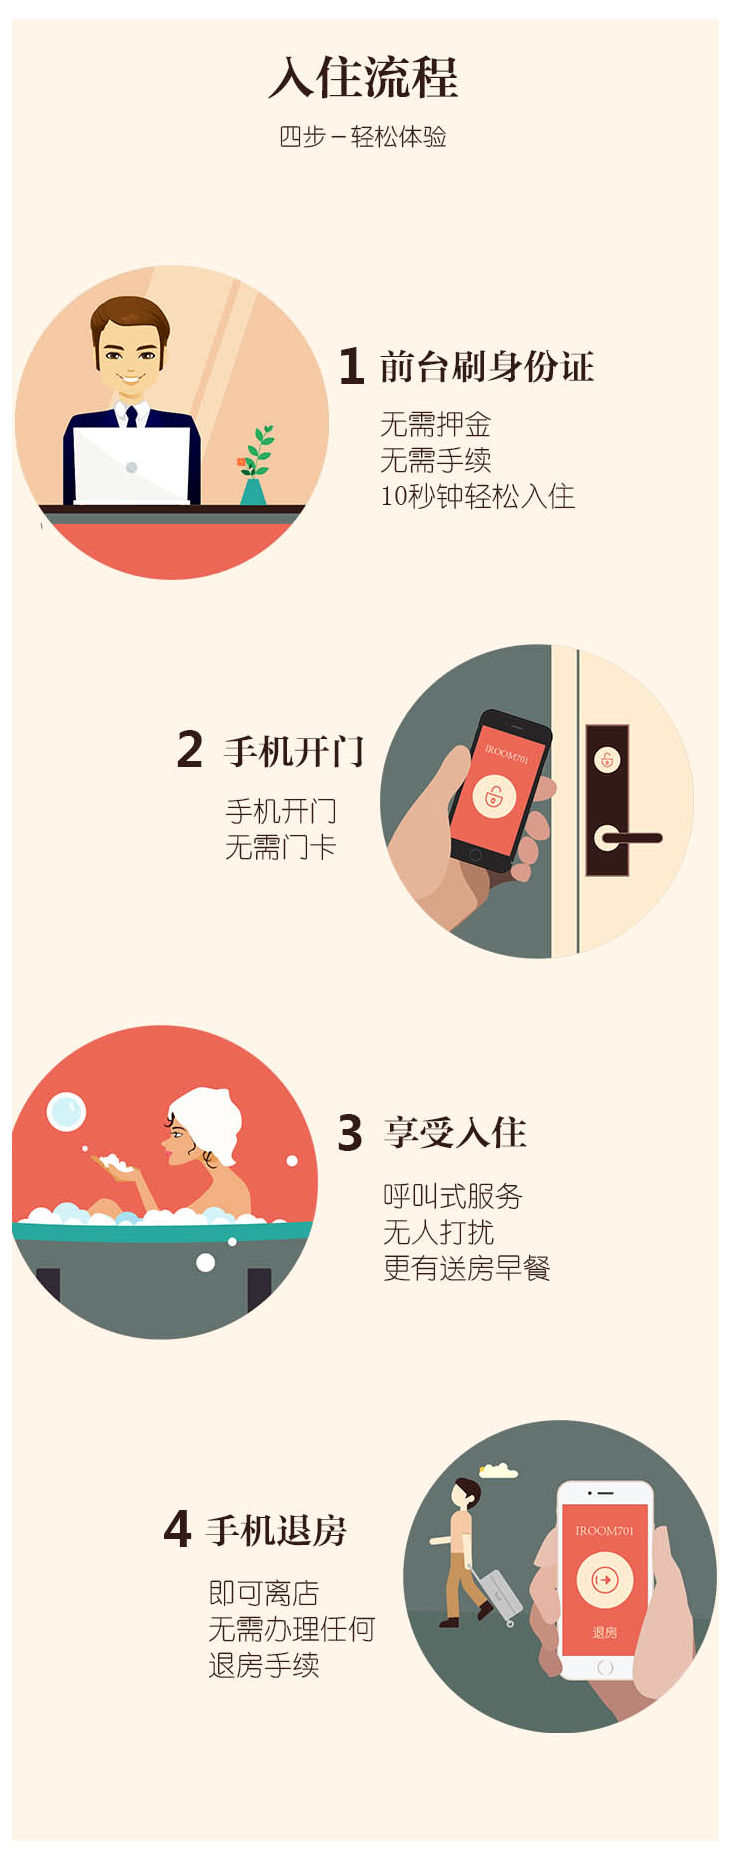 入住流程
四步－轻松体验
1 前台刷身份证
无需押金
无需手续
10秒钟轻松入住
2 手机开门
手机开门
无需门卡
IROOM701
3 享受入住
呼叫式服务
无人打扰
更有送房早餐
4 手机退房
即可离店
无需办理任何
退房手续
IROOM701
退房